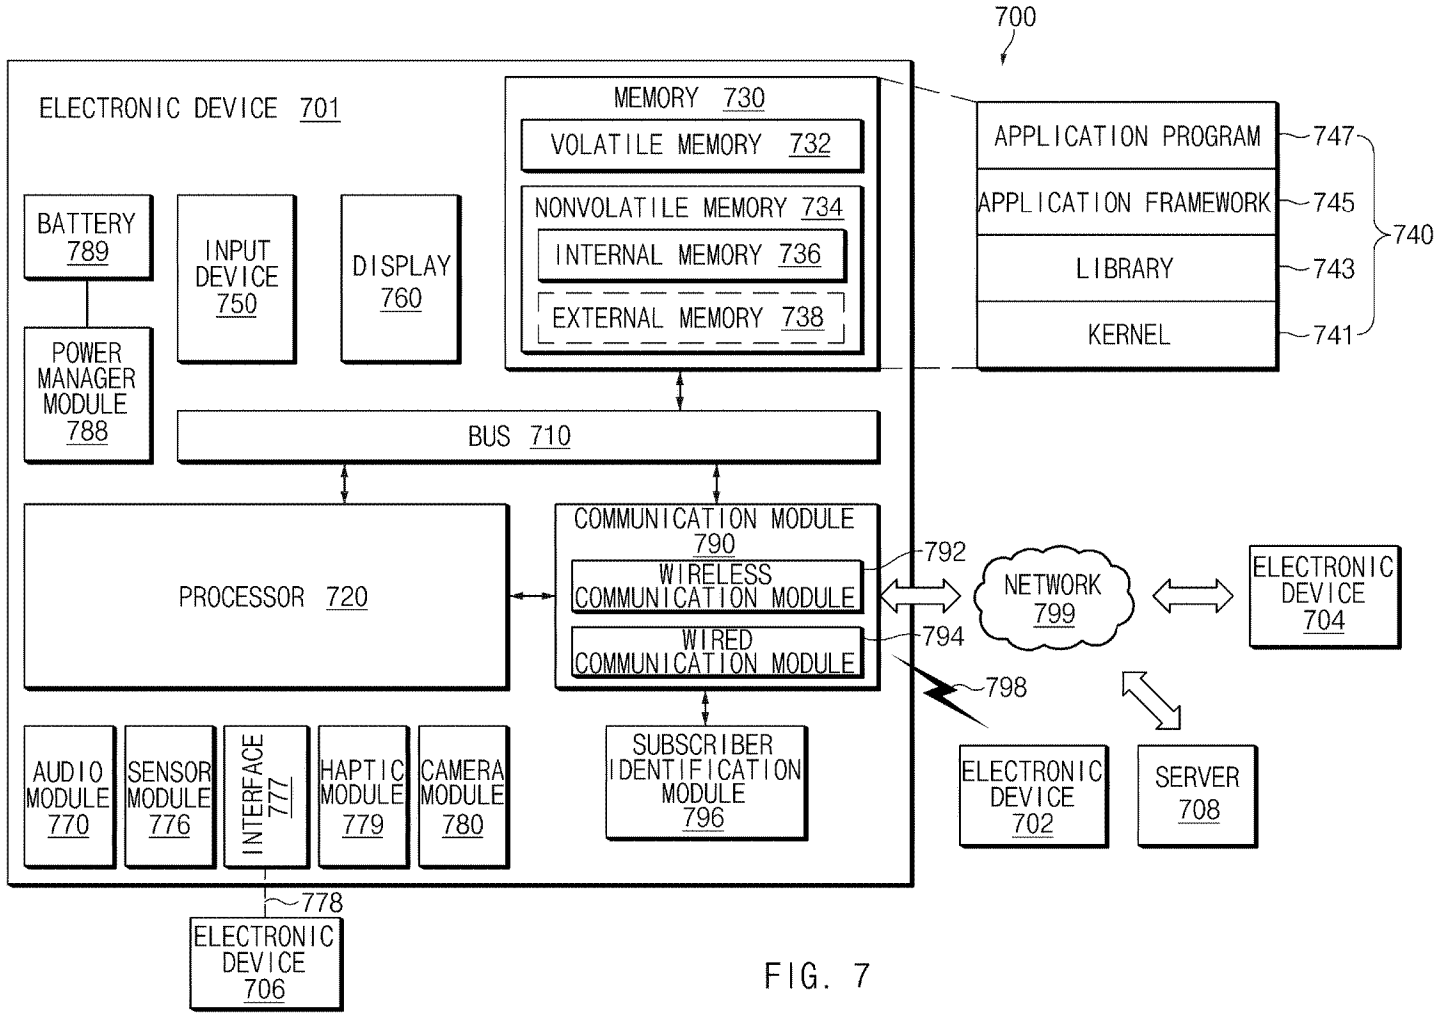 700
ELECTRONIC DEVICE 701
MEMORY 730
VOLATILE MEMORY 732
NONVOLATILE MEMORY 734
INTERNAL MEMORY 736
EXTERNAL MEMORY 738
APPLICATION PROGRAM
747
APPLICATION FRAMEWORK
745
LIBRARY
743
KERNEL
741
740
BATTERY
789
INPUT
DEVICE
750
DISPLAY
760
POWER
MANAGER
MODULE
788
BUS 710
PROCESSOR 720
COMMUNICATION MODULE
790
WIRELESS
COMMUNICATION MODULE
792
WIRED
COMMUNICATION MODULE
794
NETWORK
799
ELECTRONIC
DEVICE
704
798
SUBSCRIBER
IDENTIFICATION
MODULE
796
ELECTRONIC
DEVICE
702
SERVER
708
AUDIO
MODULE
770
SENSOR
MODULE
776
INTERFACE
777
HAPTIC
MODULE
779
CAMERA
MODULE
780
778
ELECTRONIC
DEVICE
706
FIG. 7